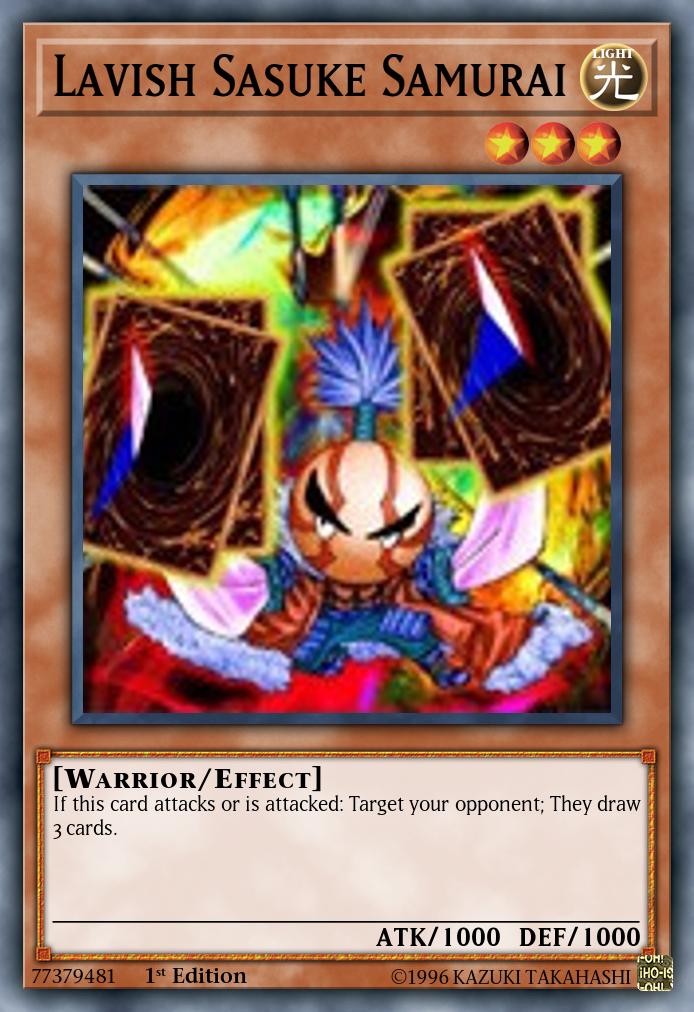 Lavish Sasuke Samurai
LIGHT
光
[Warrior/Effect]
If this card attacks or is attacked: Target your opponent; They draw
3 cards.
ATK/1000 DEF/1000
77379481 1st Edition ©1996 KAZUKI TAKAHASHI